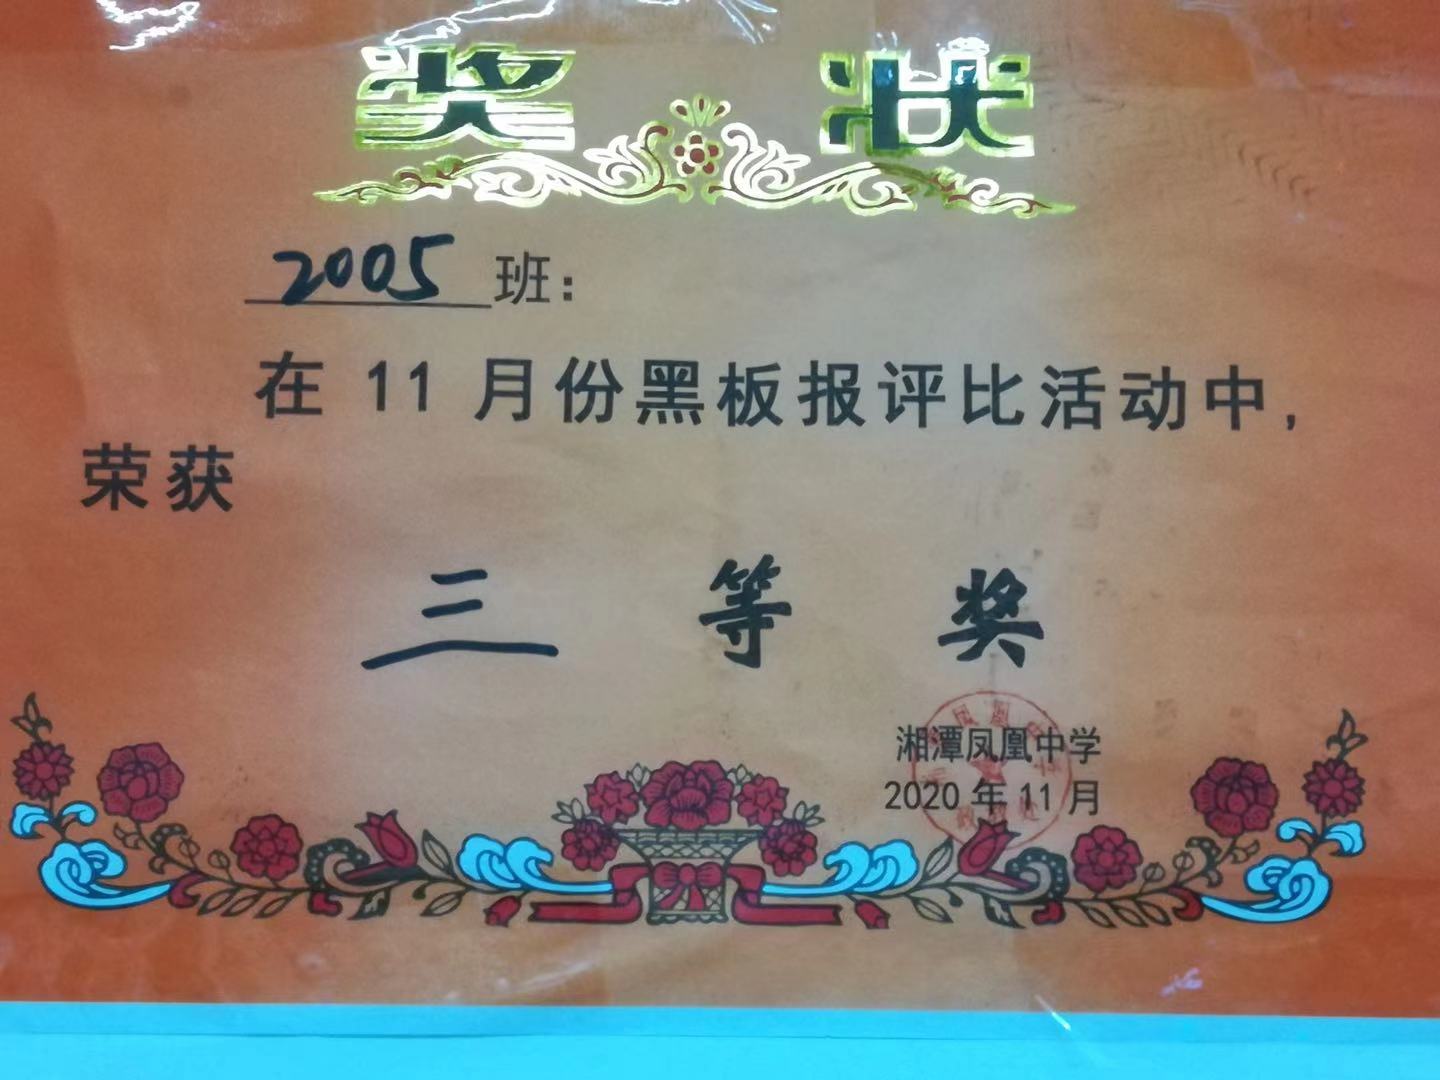 奖状
2005班：
在11月份黑板报评比活动中，
荣获
三等奖
湘潭凤凰中学
2020年11月